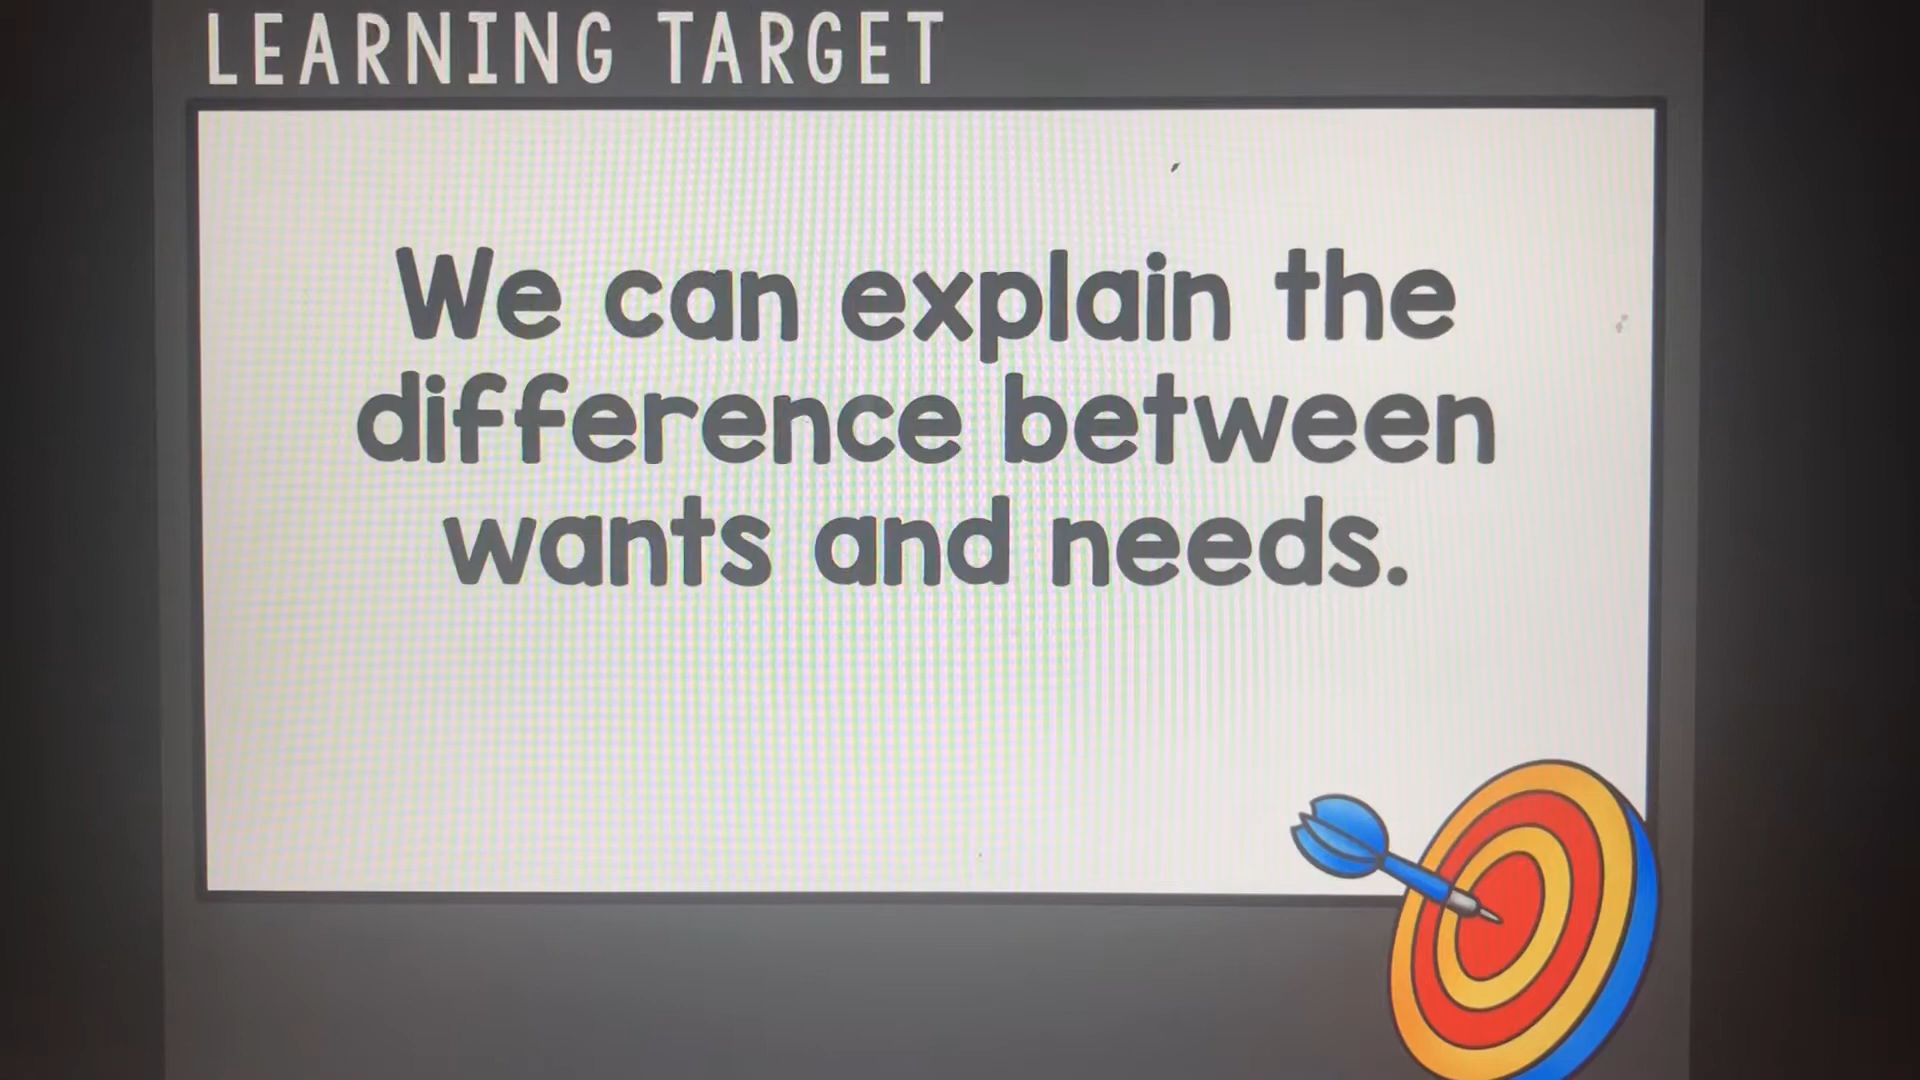 LEARNING TARGET
We can explain the
difference between
wants and needs.